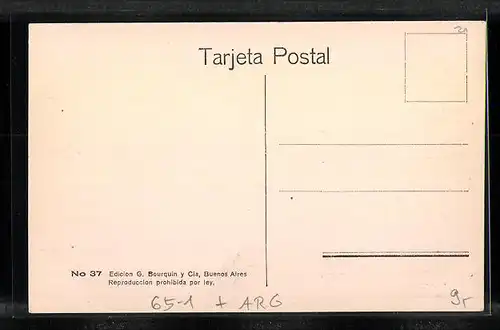 Tarjeta Postal
No 37 Edicion G. Bourquin y Cia, Buenos Aires
Reproduccion prohibida por ley.
65-1 + ARG